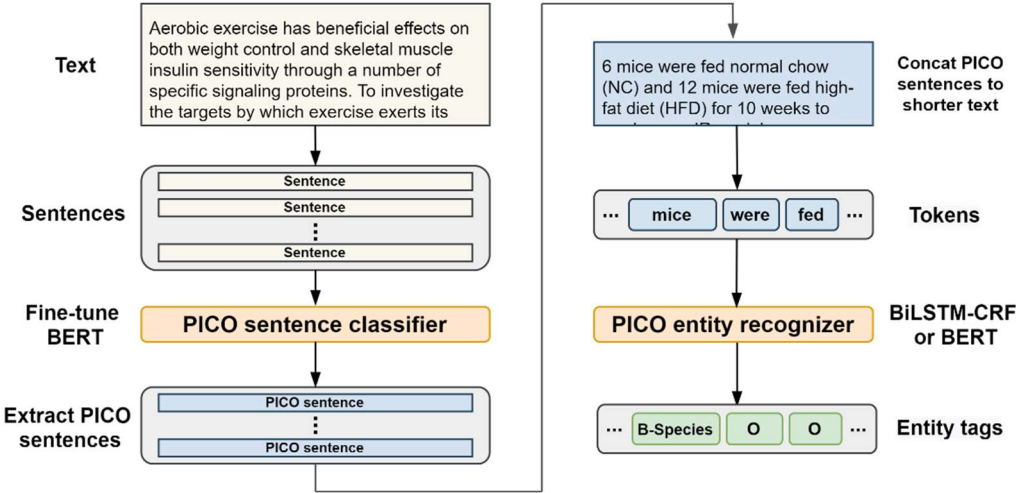 Text
Aerobic exercise has beneficial effects on
both weight control and skeletal muscle
insulin sensitivity through a number of
specific signaling proteins. To investigate
the targets by which exercise exerts its
Sentences
Sentence
Sentence
⋮
Sentence
Fine-tune
BERT
PICO sentence classifier
Extract PICO
sentences
PICO sentence
⋮
PICO sentence
6 mice were fed normal chow
(NC) and 12 mice were fed high-
fat diet (HFD) for 10 weeks to
Concat PICO
sentences to
shorter text
... mice were fed ...
Tokens
PICO entity recognizer
BiLSTM-CRF
or BERT
... B-Species O O ...
Entity tags